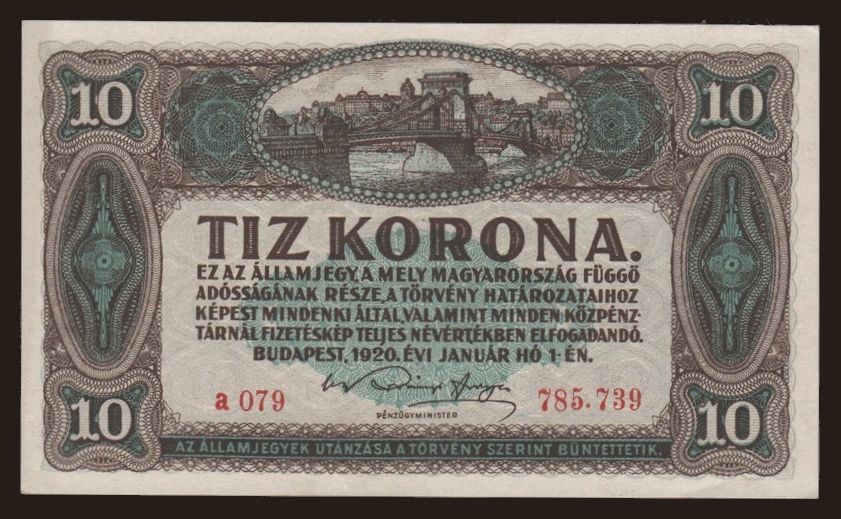 10
10
TIZ KORONA.
EZ AZ ÁLLAMJEGY, A MELY MAGYARORSZÁG FÜGGŐ
ADÓSSÁGÁNAK RÉSZE, A TÖRVÉNY HATÁROZATAIHOZ
KÉPEST MINDENKI ÁLTAL, VALAMINT MINDEN KÖZPÉNZ-
TÁRNÁL FIZETÉSKÉP TELJES NÉVÉRTÉKBEN ELFOGADANDÓ.
BUDAPEST, 1920. ÉVI JANUÁR HÓ 1-ÉN.
a 079
785.739
PÉNZÜGYMINISTER
10
10
AZ ÁLLAMJEGYEK UTÁNZÁSA A TÖRVÉNY SZERINT BÜNTETTETIK.